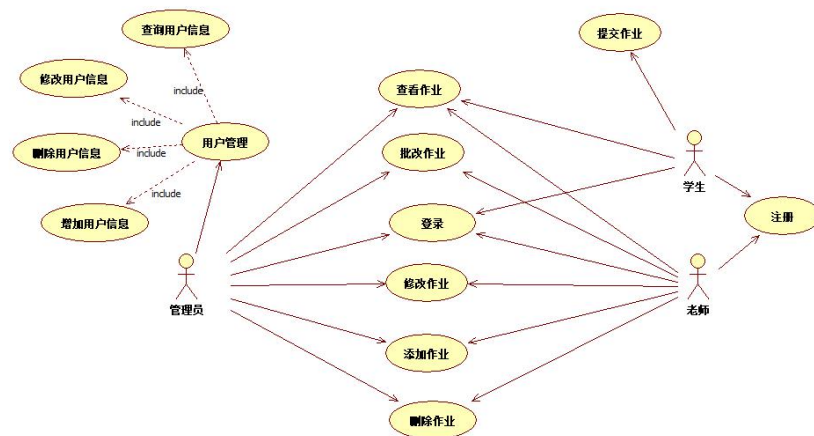 查询用户信息
提交作业
修改用户信息
include
查看作业
include
删除用户信息
include
用户管理
批改作业
学生
include
增加用户信息
登录
注册
管理员
修改作业
老师
添加作业
删除作业